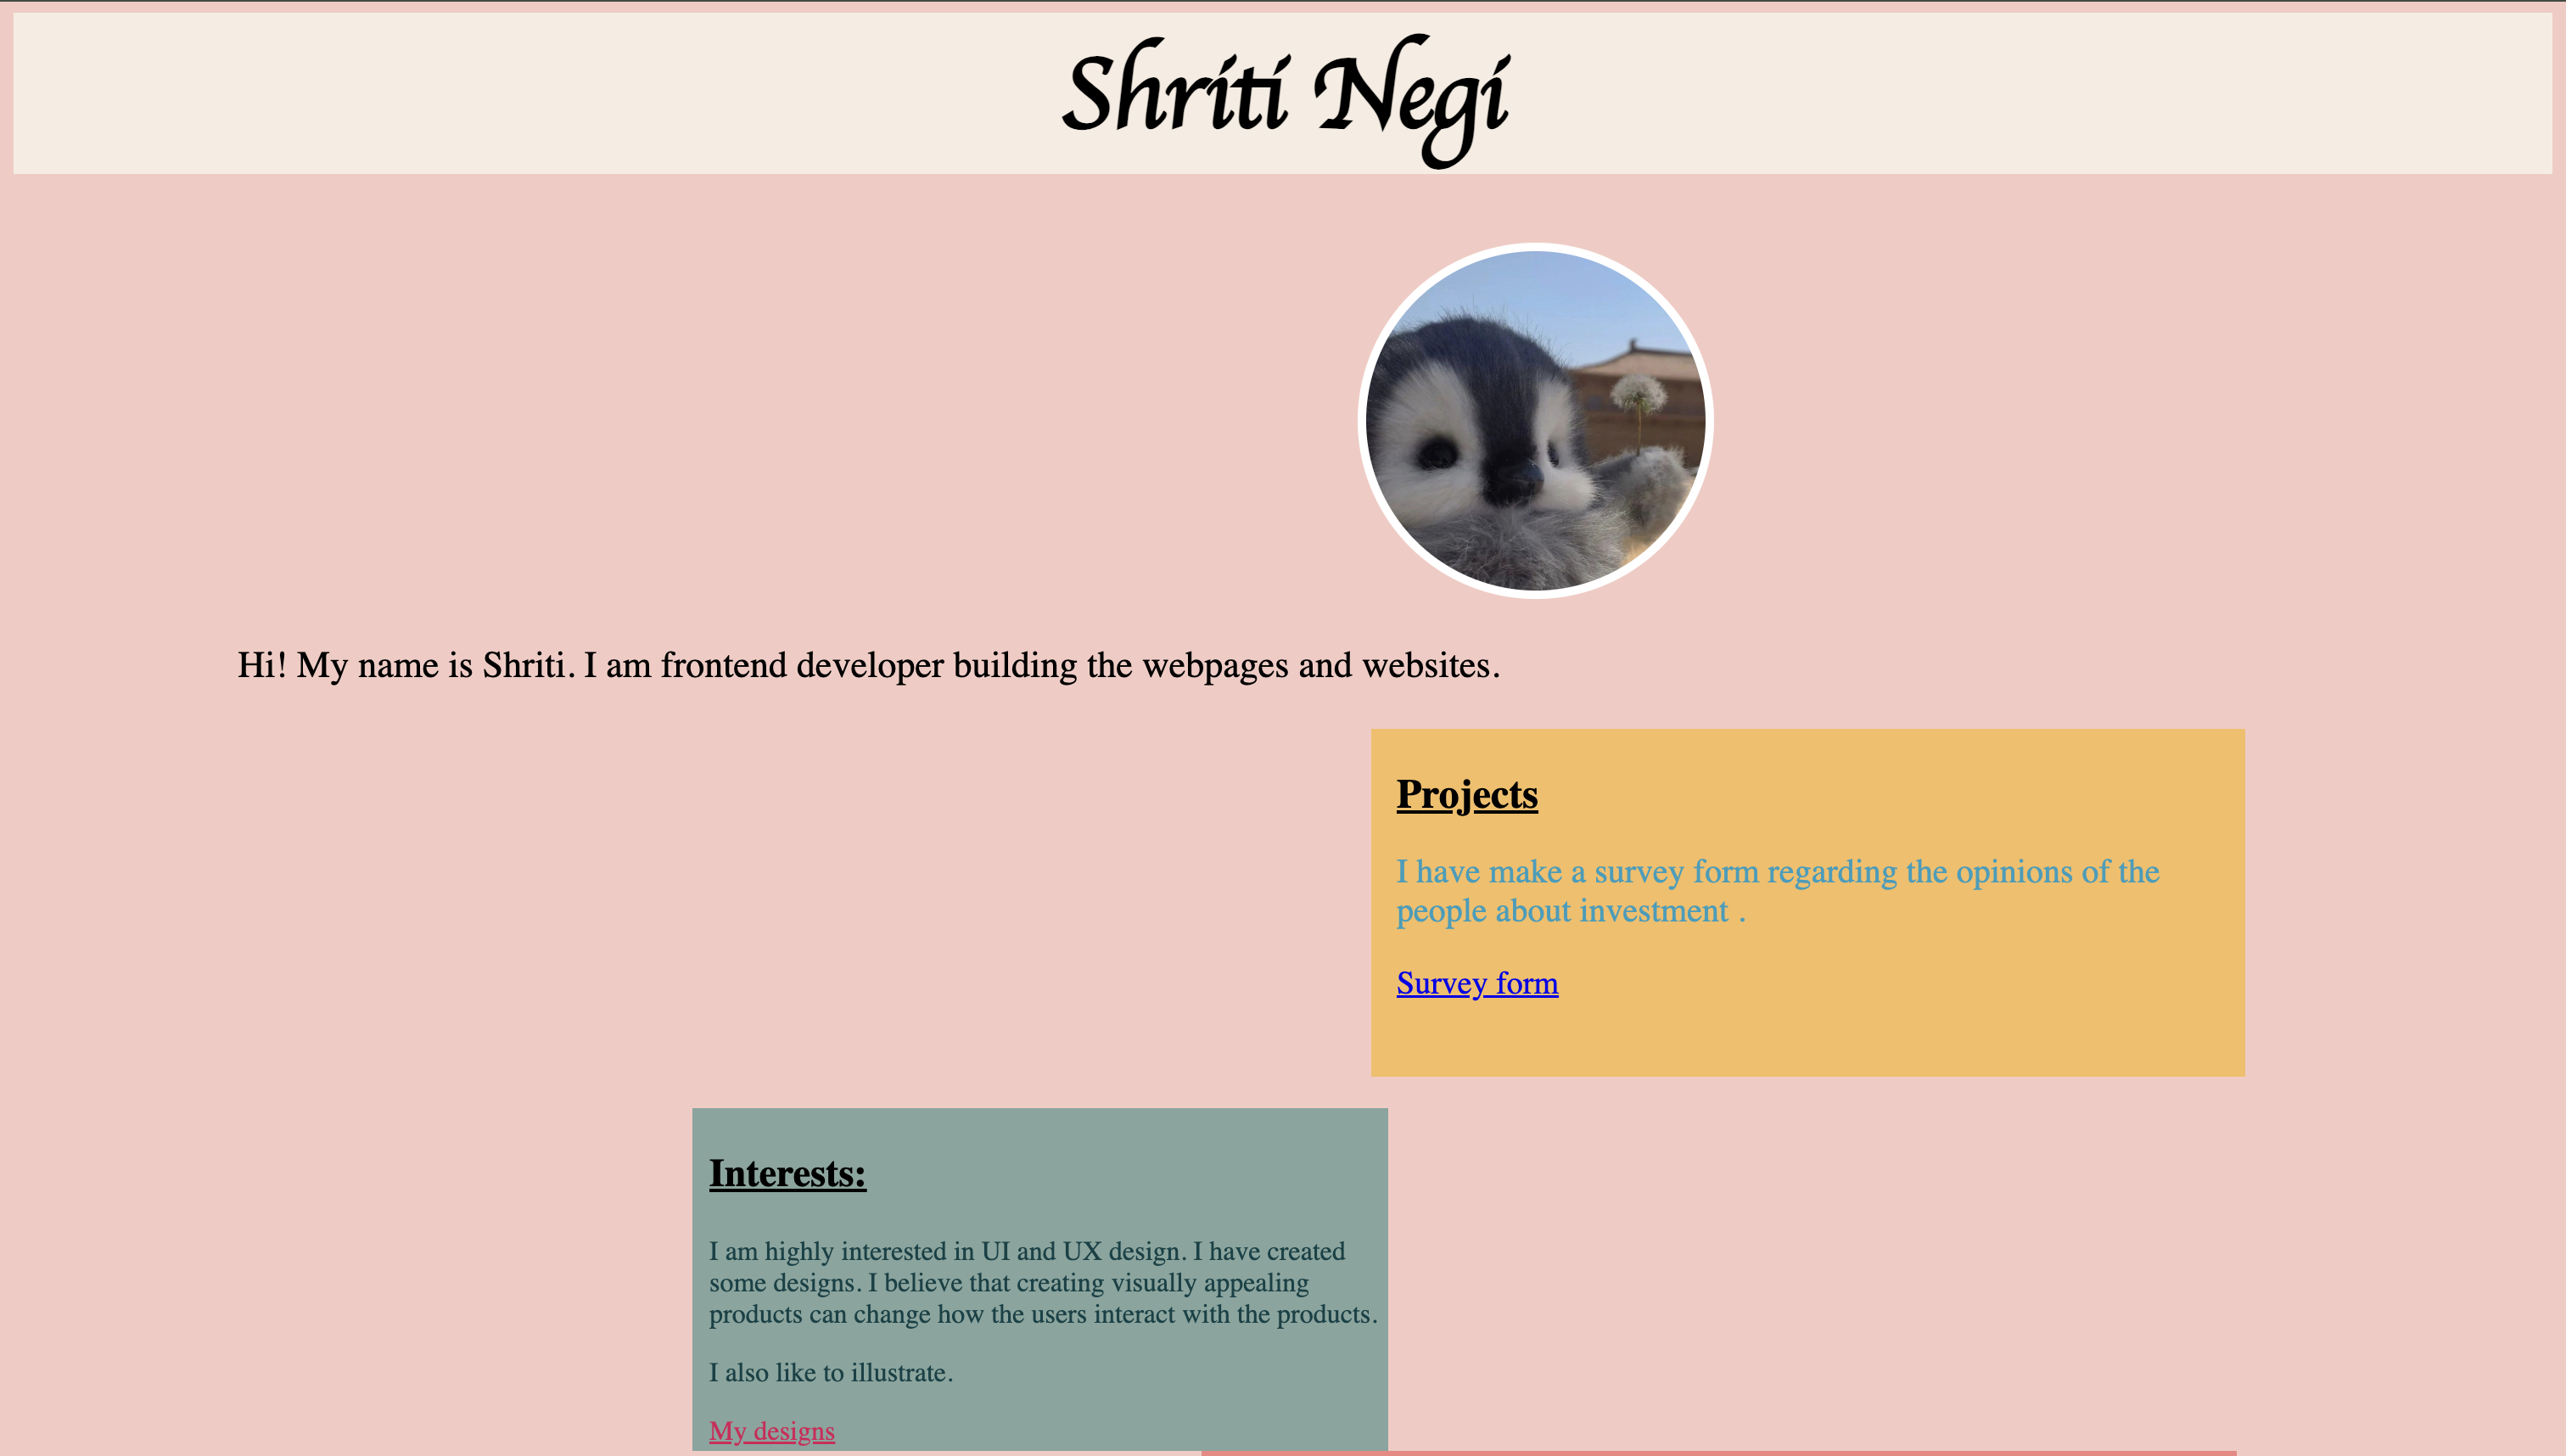 Shriti Negi
Hi! My name is Shriti. I am frontend developer building the webpages and websites.
Projects
I have make a survey form regarding the opinions of the
people about investment .
Survey form
Interests:
I am highly interested in UI and UX design. I have created
some designs. I believe that creating visually appealing
products can change how the users interact with the products.
I also like to illustrate.
My designs